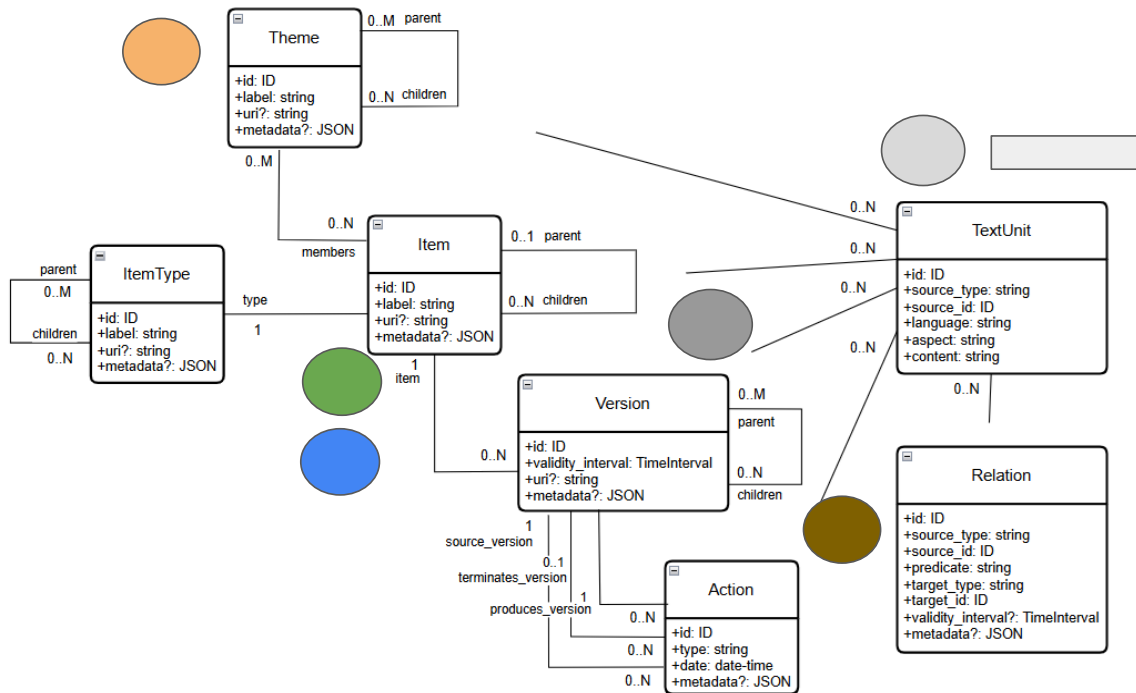 Theme
+id: ID
+label: string
+uri?: string
+metadata?: JSON
0..M parent
0..N children
0..M
0..N
members
Item
+id: ID
+label: string
+uri?: string
+metadata?: JSON
0..1 parent
0..N children
ItemType
+id: ID
+label: string
+uri?: string
+metadata?: JSON
parent
0..M
children
0..N
type
1
1
item
0..N
Version
+id: ID
+validity_interval: TimeInterval
+uri?: string
+metadata?: JSON
0..M
parent
0..N
children
1
source_version
0..1
terminates_version
1
produces_version
0..N
0..N
0..N
Action
+id: ID
+type: string
+date: date-time
+metadata?: JSON
0..N
0..N
0..N
0..N
0..N
TextUnit
+id: ID
+source_type: string
+source_id: ID
+language: string
+aspect: string
+content: string
Relation
+id: ID
+source_type: string
+source_id: ID
+predicate: string
+target_type: string
+target_id: ID
+validity_interval?: TimeInterval
+metadata?: JSON